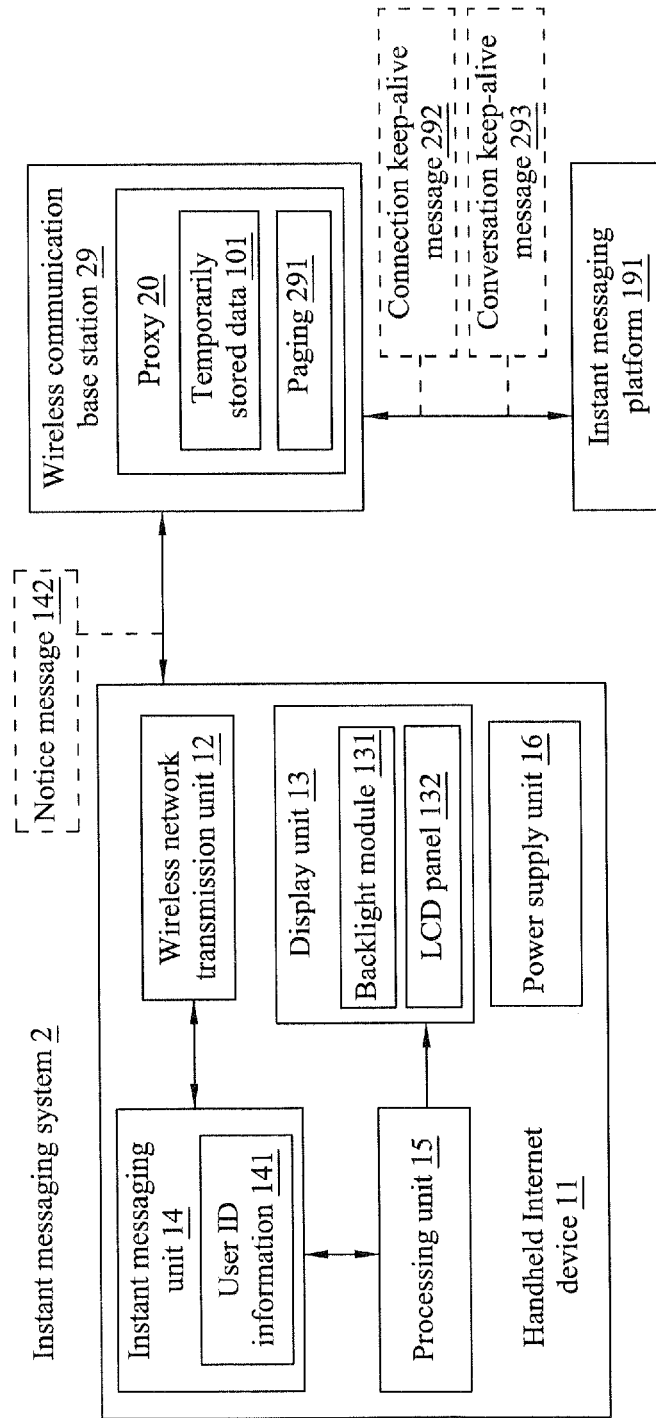 Instant messaging system 2
Notice message 142
Instant messaging
unit 14
User ID
information 141
Wireless network
transmission unit 12
Processing unit 15
Display unit 13
Backlight module 131
LCD panel 132
Power supply unit 16
Handheld Internet
device 11
Wireless communication
base station 29
Proxy 20
Temporarily
stored data 101
Paging 291
Connection keep-alive
message 292
Conversation keep-alive
message 293
Instant messaging
platform 191